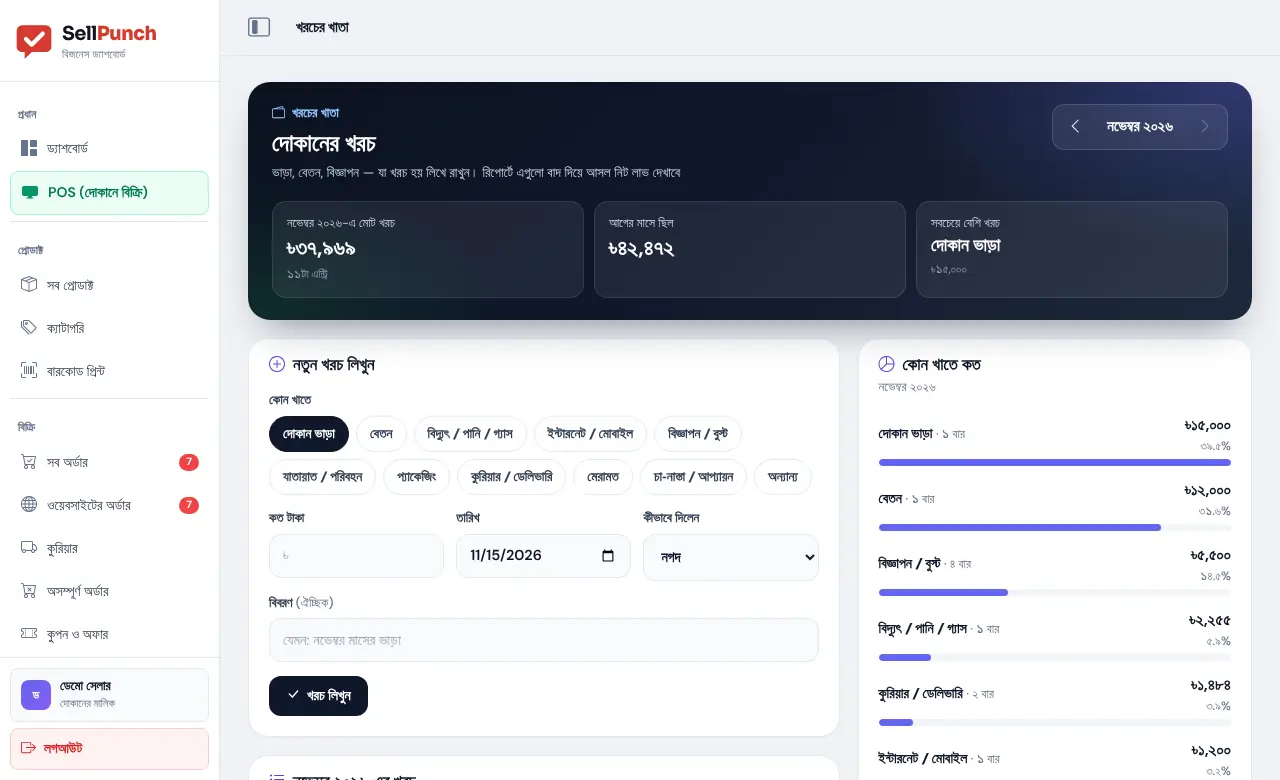 SellPunch
বিজনেস ড্যাশবোর্ড
প্রধান
ড্যাশবোর্ড
POS (দোকানে বিক্রি)
প্রোডাক্ট
সব প্রোডাক্ট
ক্যাটাগরি
বারকোড প্রিন্ট
বিক্রি
সব অর্ডার 7
ওয়েবসাইটের অর্ডার 7
কুরিয়ার
অসম্পূর্ণ অর্ডার
কুপন ও অফার
ড ডেমো সেলার
দোকানের মালিক
লগআউট
খরচের খাতা
খরচের খাতা
দোকানের খরচ
ভাড়া, বেতন, বিজ্ঞাপন — যা খরচ হয় লিখে রাখুন। রিপোর্টে এগুলো বাদ দিয়ে আসল নিট লাভ দেখাবে
নভেম্বর ২০২৬
নভেম্বর ২০২৬-এ মোট খরচ
৳৩৭,৯৬৯
১১টা এন্ট্রি
আগের মাসে ছিল
৳৪২,৪৭২
সবচেয়ে বেশি খরচ
দোকান ভাড়া
৳১৫,০০০
নতুন খরচ লিখুন
কোন খাতে
দোকান ভাড়া বেতন বিদ্যুৎ / পানি / গ্যাস ইন্টারনেট / মোবাইল বিজ্ঞাপন / বুস্ট
যাতায়াত / পরিবহন প্যাকেজিং কুরিয়ার / ডেলিভারি মেরামত চা-নাস্তা / আপ্যায়ন অন্যান্য
কত টাকা তারিখ কীভাবে দিলেন
৳ 11/15/2026 নগদ
বিবরণ (ঐচ্ছিক)
যেমন: নভেম্বর মাসের ভাড়া
খরচ লিখুন
নভেম্বর ২০২৬-এর খরচ
কোন খাতে কত
নভেম্বর ২০২৬
দোকান ভাড়া · ১ বার ৳১৫,০০০
৩৯.৫%
বেতন · ১ বার ৳১২,০০০
৩১.৬%
বিজ্ঞাপন / বুস্ট · ৪ বার ৳৫,৫০০
১৪.৫%
বিদ্যুৎ / পানি / গ্যাস · ১ বার ৳২,২৫৫
৫.৯%
কুরিয়ার / ডেলিভারি · ২ বার ৳১,৪৮৪
৩.৯%
ইন্টারনেট / মোবাইল · ১ বার ৳১,২০০
৩.২%